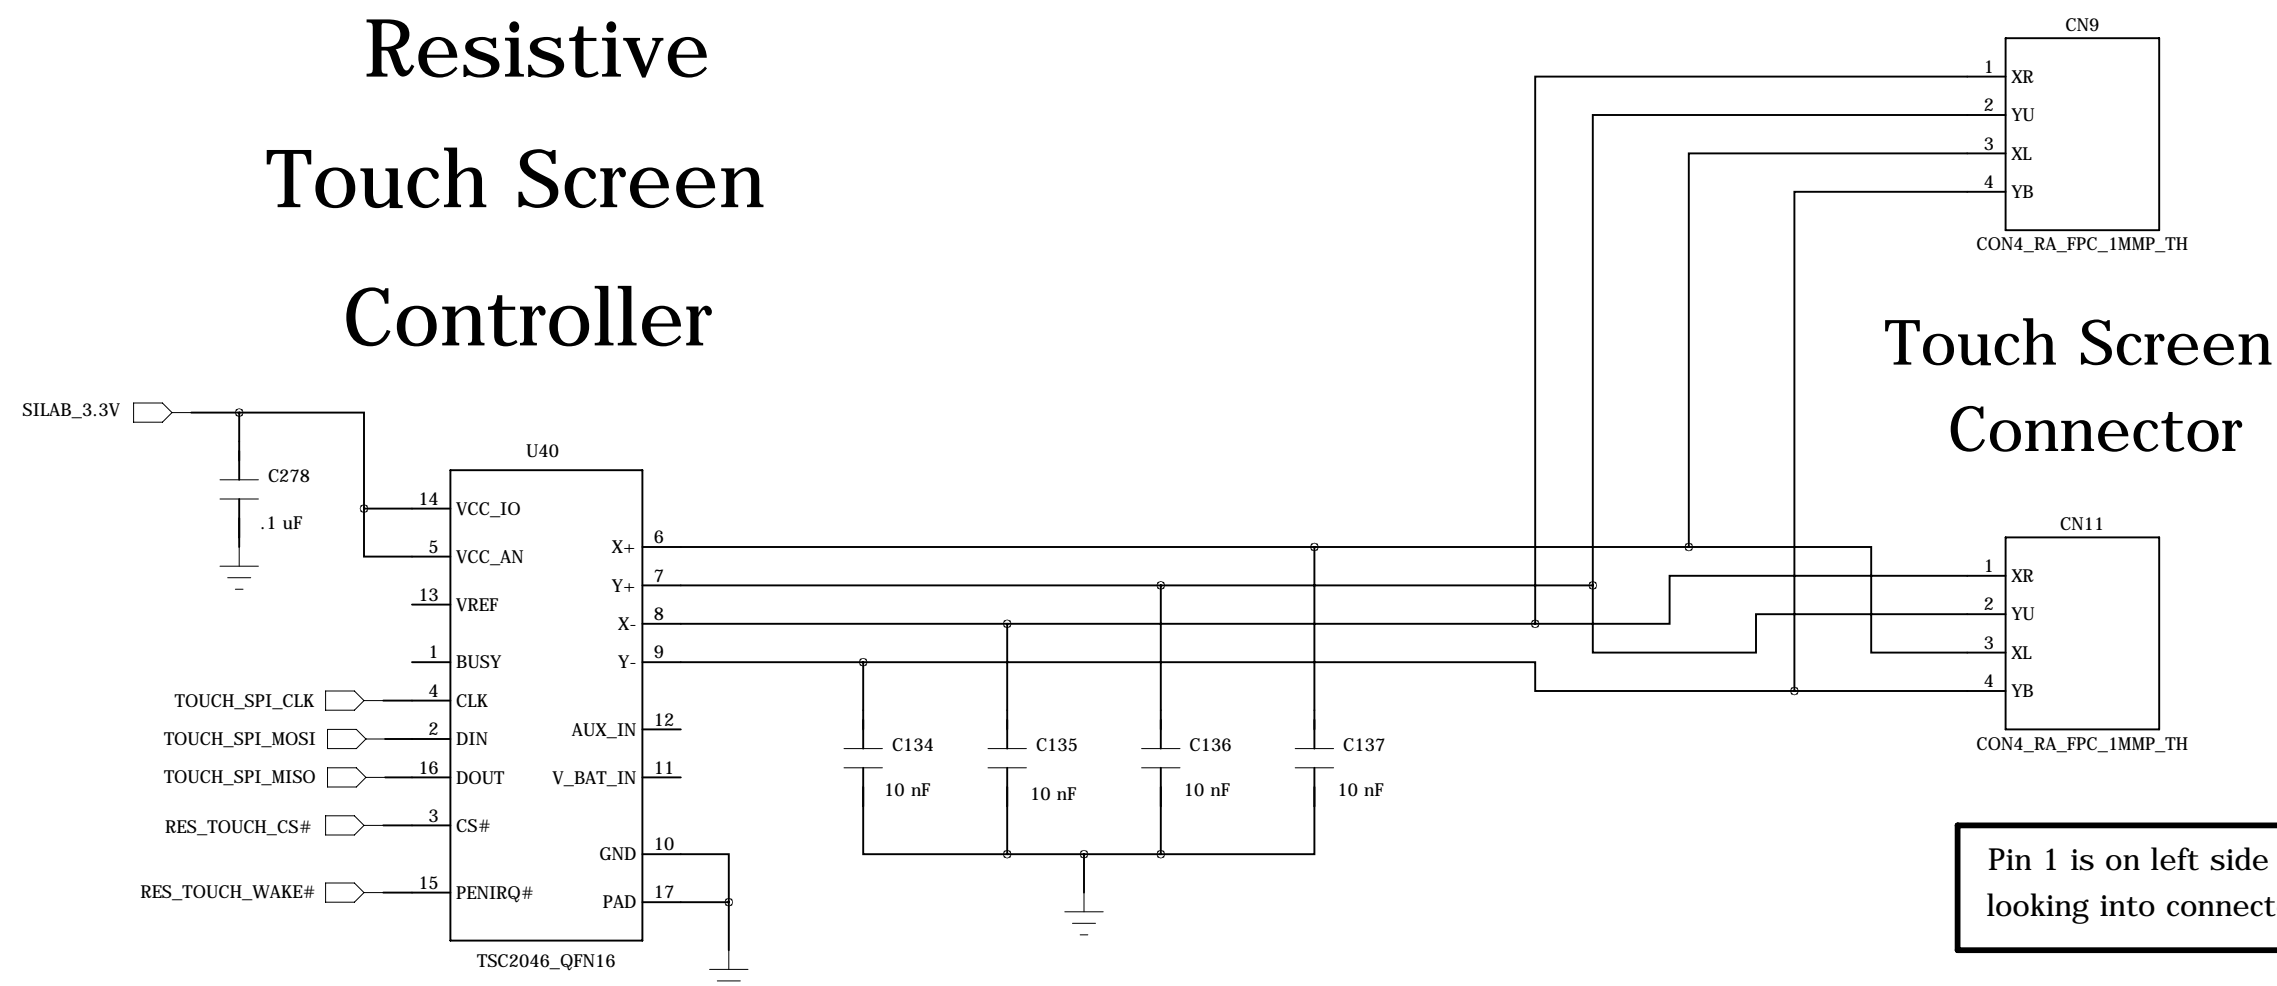 Resistive
Touch Screen
Controller
SILAB_3.3V
C278
.1 uF
U40
14 VCC_IO
5 VCC_AN
13 VREF
1 BUSY
TOUCH_SPI_CLK 4 CLK
TOUCH_SPI_MOSI 2 DIN
TOUCH_SPI_MISO 16 DOUT
RES_TOUCH_CS# 3 CS#
RES_TOUCH_WAKE# 15 PENIRQ#
X+ 6
Y+ 7
X- 8
Y- 9
AUX_IN 12
V_BAT_IN 11
GND 10
PAD 17
TSC2046_QFN16
C134
10 nF
C135
10 nF
C136
10 nF
C137
10 nF
CN9
1 XR
2 YU
3 XL
4 YB
CON4_RA_FPC_1MMP_TH
Touch Screen
Connector
CN11
1 XR
2 YU
3 XL
4 YB
CON4_RA_FPC_1MMP_TH
Pin 1 is on left side
looking into connect